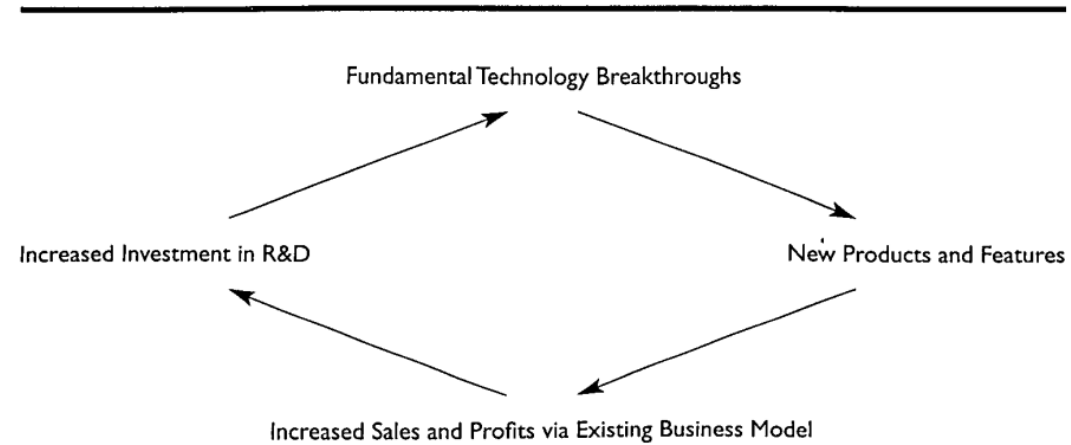 Fundamental Technology Breakthroughs
Increased Investment in R&D
New Products and Features
Increased Sales and Profits via Existing Business Model